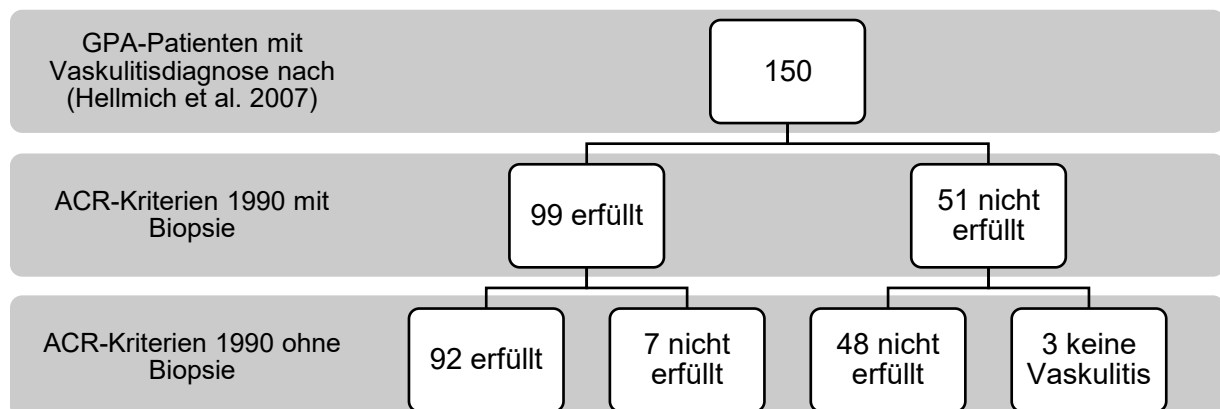 GPA-Patienten mit
Vaskulitisdiagnose nach
(Hellmich et al. 2007)
150
ACR-Kriterien 1990 mit
Biopsie
99 erfüllt
51 nicht
erfüllt
ACR-Kriterien 1990 ohne
Biopsie
92 erfüllt
7 nicht
erfüllt
48 nicht
erfüllt
3 keine
Vaskulitis